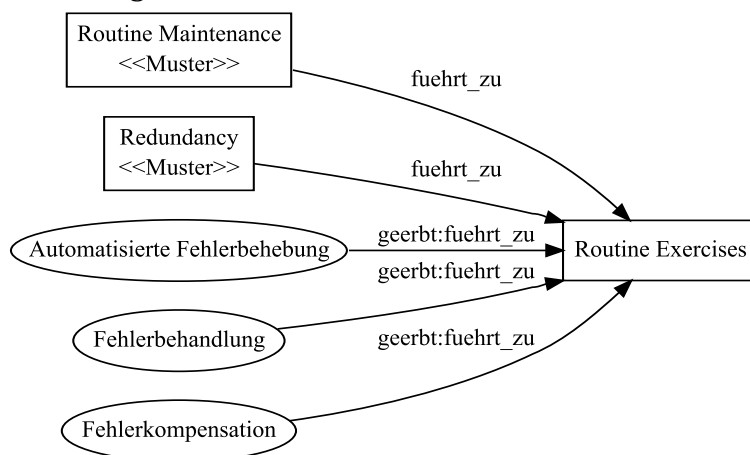 Routine Maintenance
<<Muster>>
fuehrt_zu
Redundancy
<<Muster>>
fuehrt_zu
geerbt:fuehrt_zu
Automatisierte Fehlerbehebung
Routine Exercises
geerbt:fuehrt_zu
Fehlerbehandlung
geerbt:fuehrt_zu
Fehlerkompensation